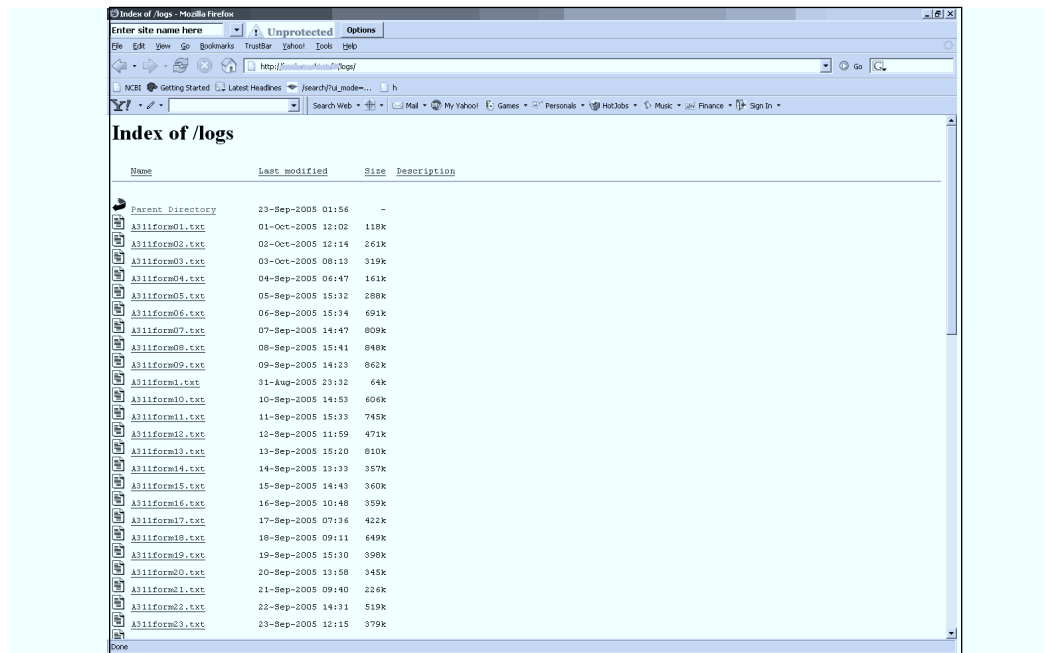 Index of /logs - Mozilla Firefox
Enter site name here Unprotected Options
File Edit View Go Bookmarks TrustBar Yahoo! Tools Help
http:// /logs/ Go G
NCBI Getting Started Latest Headlines /search/?ui_mode=... h
Y! Search Web Mail My Yahoo! Games Personals HotJobs Music Finance Sign In
Index of /logs
Name Last modified Size Description
Parent Directory 23-Sep-2005 01:56 -
A311form01.txt 01-Oct-2005 12:02 118k
A311form02.txt 02-Oct-2005 12:14 261k
A311form03.txt 03-Oct-2005 08:13 319k
A311form04.txt 04-Sep-2005 06:47 161k
A311form05.txt 05-Sep-2005 15:32 288k
A311form06.txt 06-Sep-2005 15:34 691k
A311form07.txt 07-Sep-2005 14:47 809k
A311form08.txt 08-Sep-2005 15:41 848k
A311form09.txt 09-Sep-2005 14:23 862k
A311form1.txt 31-Aug-2005 23:32 64k
A311form10.txt 10-Sep-2005 14:53 606k
A311form11.txt 11-Sep-2005 15:33 745k
A311form12.txt 12-Sep-2005 11:59 471k
A311form13.txt 13-Sep-2005 15:20 810k
A311form14.txt 14-Sep-2005 13:33 357k
A311form15.txt 15-Sep-2005 14:43 360k
A311form16.txt 16-Sep-2005 10:48 359k
A311form17.txt 17-Sep-2005 07:36 422k
A311form18.txt 18-Sep-2005 09:11 649k
A311form19.txt 19-Sep-2005 15:30 398k
A311form20.txt 20-Sep-2005 13:58 345k
A311form21.txt 21-Sep-2005 09:40 226k
A311form22.txt 22-Sep-2005 14:31 519k
A311form23.txt 23-Sep-2005 12:15 379k
Done